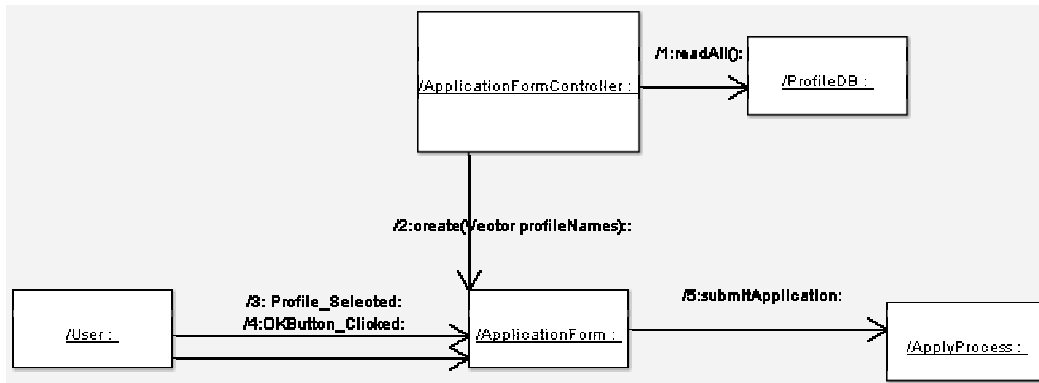 /1:readAll():
/ApplicationFormController :
/ProfileDB :
/2:create(Vector profileNames)::
/3: Profile_Selected:
/4:OKButton_Clicked:
/5:submitApplication:
/User :
/ApplicationForm :
/ApplyProcess :